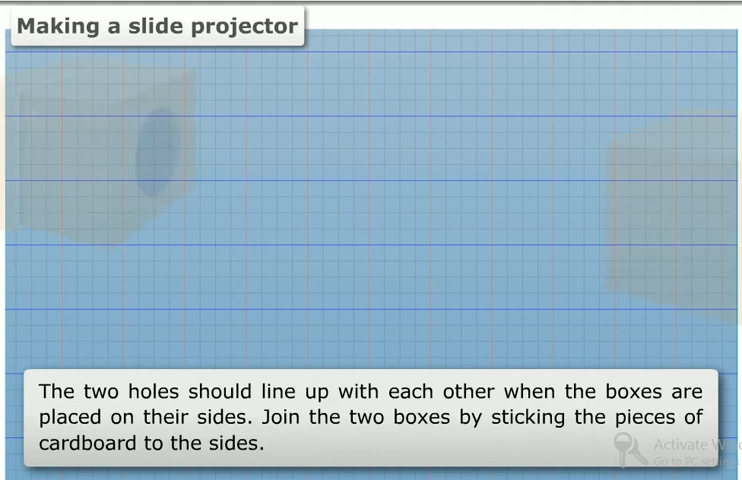 Making a slide projector
The two holes should line up with each other when the boxes are
placed on their sides. Join the two boxes by sticking the pieces of
cardboard to the sides.
Activate
Go to PC